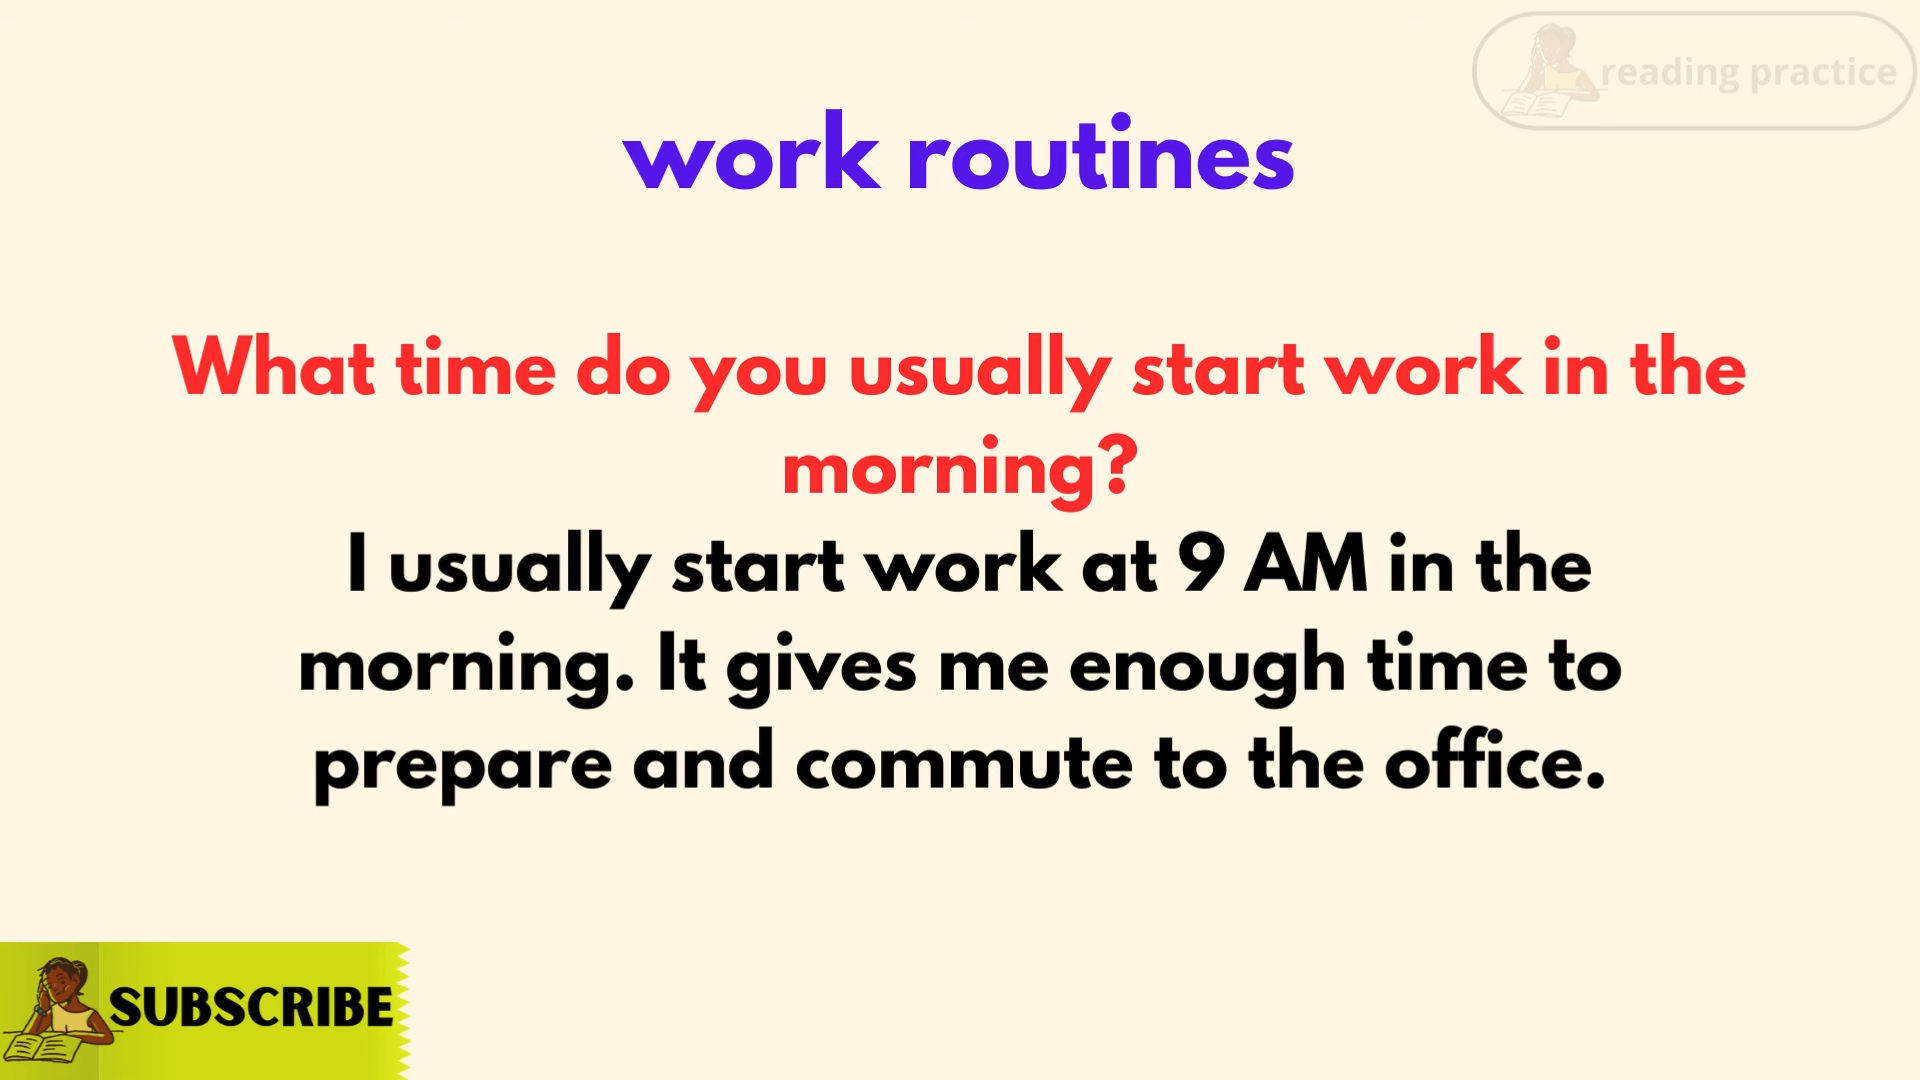 reading practice
work routines
What time do you usually start work in the
morning?
I usually start work at 9 AM in the
morning. It gives me enough time to
prepare and commute to the office.
SUBSCRIBE